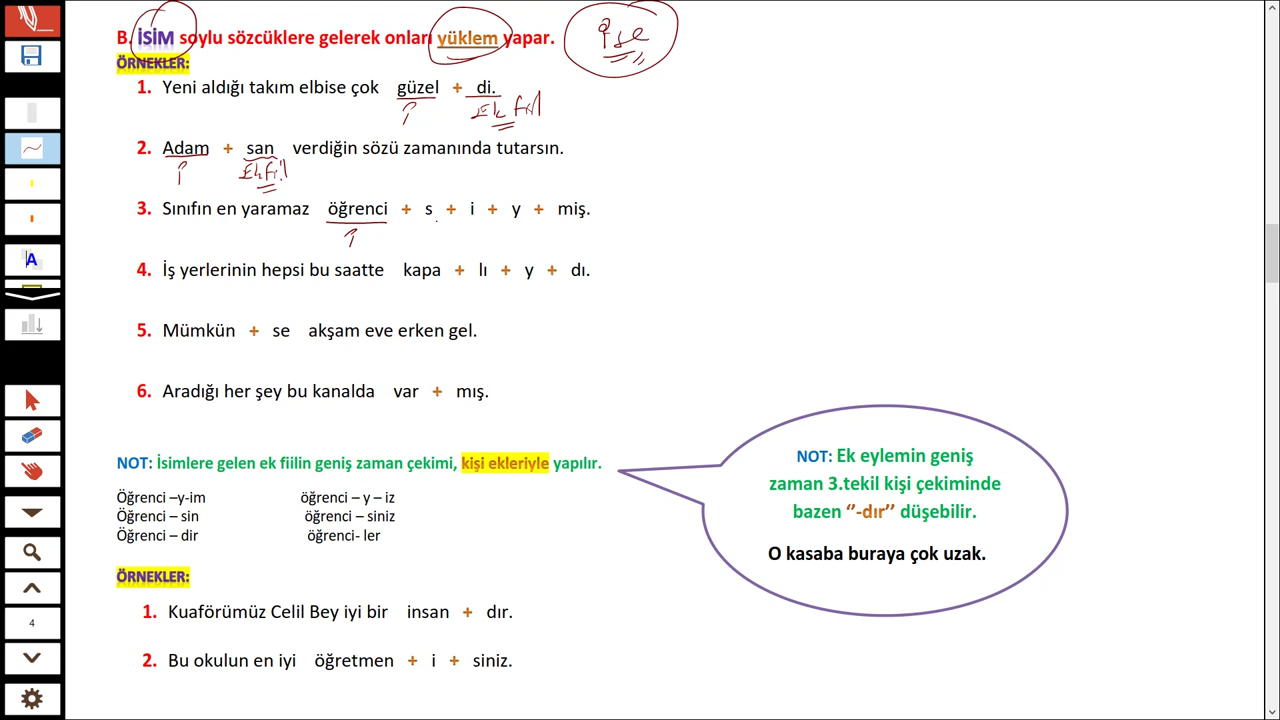 B. İSİM soylu sözcüklere gelerek onları yüklem yapar.
ÖRNEKLER:
1. Yeni aldığı takım elbise çok güzel + di.
Ek fiil
2. Adam + san verdiğin sözü zamanında tutarsın.
Ekfiil
3. Sınıfın en yaramaz öğrenci + s + i + y + miş.
4. İş yerlerinin hepsi bu saatte kapa + lı + y + dı.
5. Mümkün + se akşam eve erken gel.
6. Aradığı her şey bu kanalda var + mış.
NOT: İsimlere gelen ek fiilin geniş zaman çekimi, kişi ekleriyle yapılır.
Öğrenci –y-im öğrenci – y – iz
Öğrenci – sin öğrenci – siniz
Öğrenci – dir öğrenci- ler
NOT: Ek eylemin geniş
zaman 3.tekil kişi çekiminde
bazen ‘’-dır’’ düşebilir.
O kasaba buraya çok uzak.
ÖRNEKLER:
1. Kuaförümüz Celil Bey iyi bir insan + dır.
2. Bu okulun en iyi öğretmen + i + siniz.
A
4